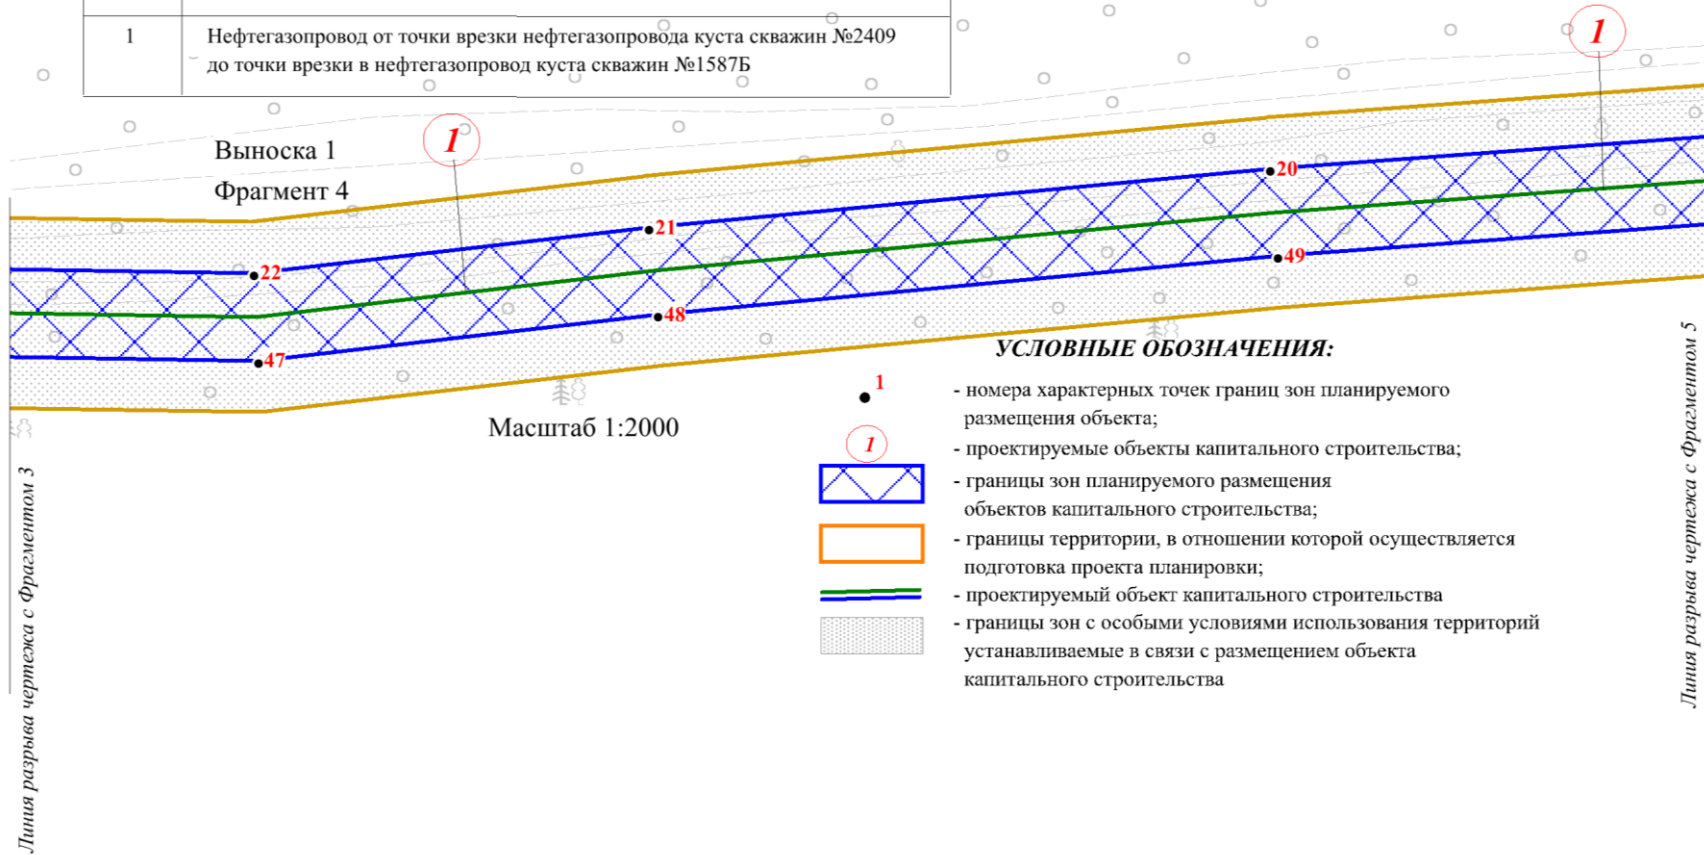 1
Нефтегазопровод от точки врезки нефтегазопровода куста скважин №2409
до точки врезки в нефтегазопровод куста скважин №1587Б
1
1
Выноска 1
Фрагмент 4
20
21
22
49
48
47
Масштаб 1:2000
УСЛОВНЫЕ ОБОЗНАЧЕНИЯ:
1
- номера характерных точек границ зон планируемого
размещения объекта;
1
- проектируемые объекты капитального строительства;
- границы зон планируемого размещения
объектов капитального строительства;
- границы территории, в отношении которой осуществляется
подготовка проекта планировки;
- проектируемый объект капитального строительства
- границы зон с особыми условиями использования территорий
устанавливаемые в связи с размещением объекта
капитального строительства
Линия разрыва чертежа с Фрагментом 3
Линия разрыва чертежа с Фрагментом 5